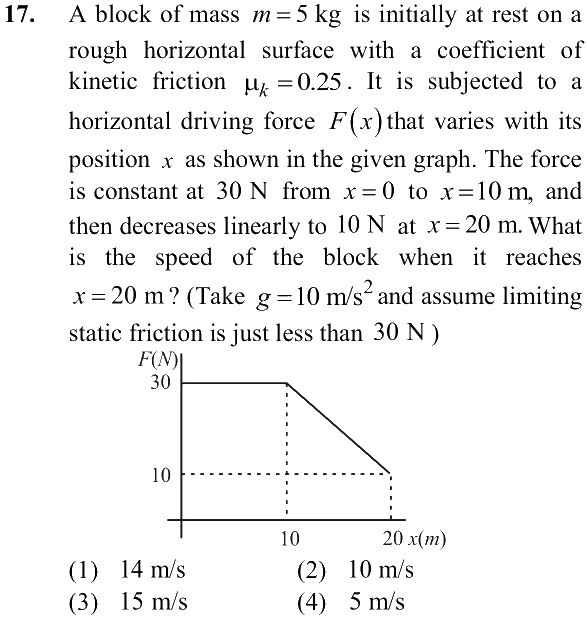 17. A block of mass m = 5 kg is initially at rest on a
rough horizontal surface with a coefficient of
kinetic friction μk = 0.25. It is subjected to a
horizontal driving force F(x) that varies with its
position x as shown in the given graph. The force
is constant at 30 N from x = 0 to x = 10 m, and
then decreases linearly to 10 N at x = 20 m. What
is the speed of the block when it reaches
x = 20 m? (Take g = 10 m/s² and assume limiting
static friction is just less than 30 N)
F(N)
30
10
10 20 x(m)
(1) 14 m/s (2) 10 m/s
(3) 15 m/s (4) 5 m/s